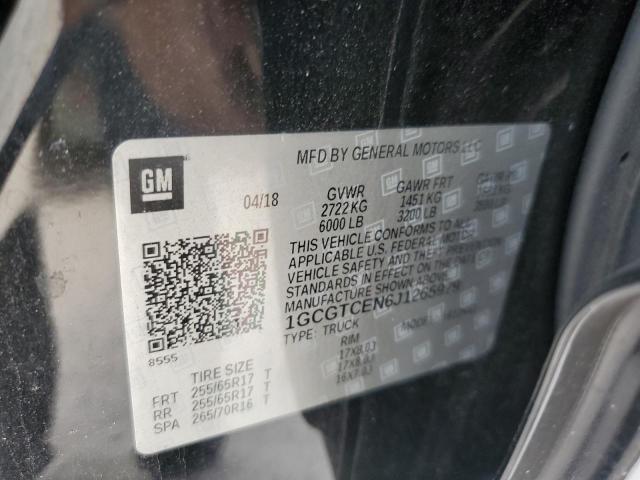 MFD BY GENERAL MOTORS LLC
GM
04/18
GVWR GAWR FRT
2722 KG 1451 KG
6000 LB 3200 LB
THIS VEHICLE CONFORMS TO ALL
APPLICABLE U.S. FEDERAL MOTOR
VEHICLE SAFETY AND THEFT PREVENTION
STANDARDS IN EFFECT ON THE DATE OF
MANUFACTURE SHOWN ABOVE.
1GCGTCEN6J1265979
TYPE: TRUCK MODEL:
8555
TIRE SIZE RIM
FRT 255/65R17 T 17X8.0J
RR 255/65R17 T 17X8.0J
SPA 265/70R16 T 16X7.0J